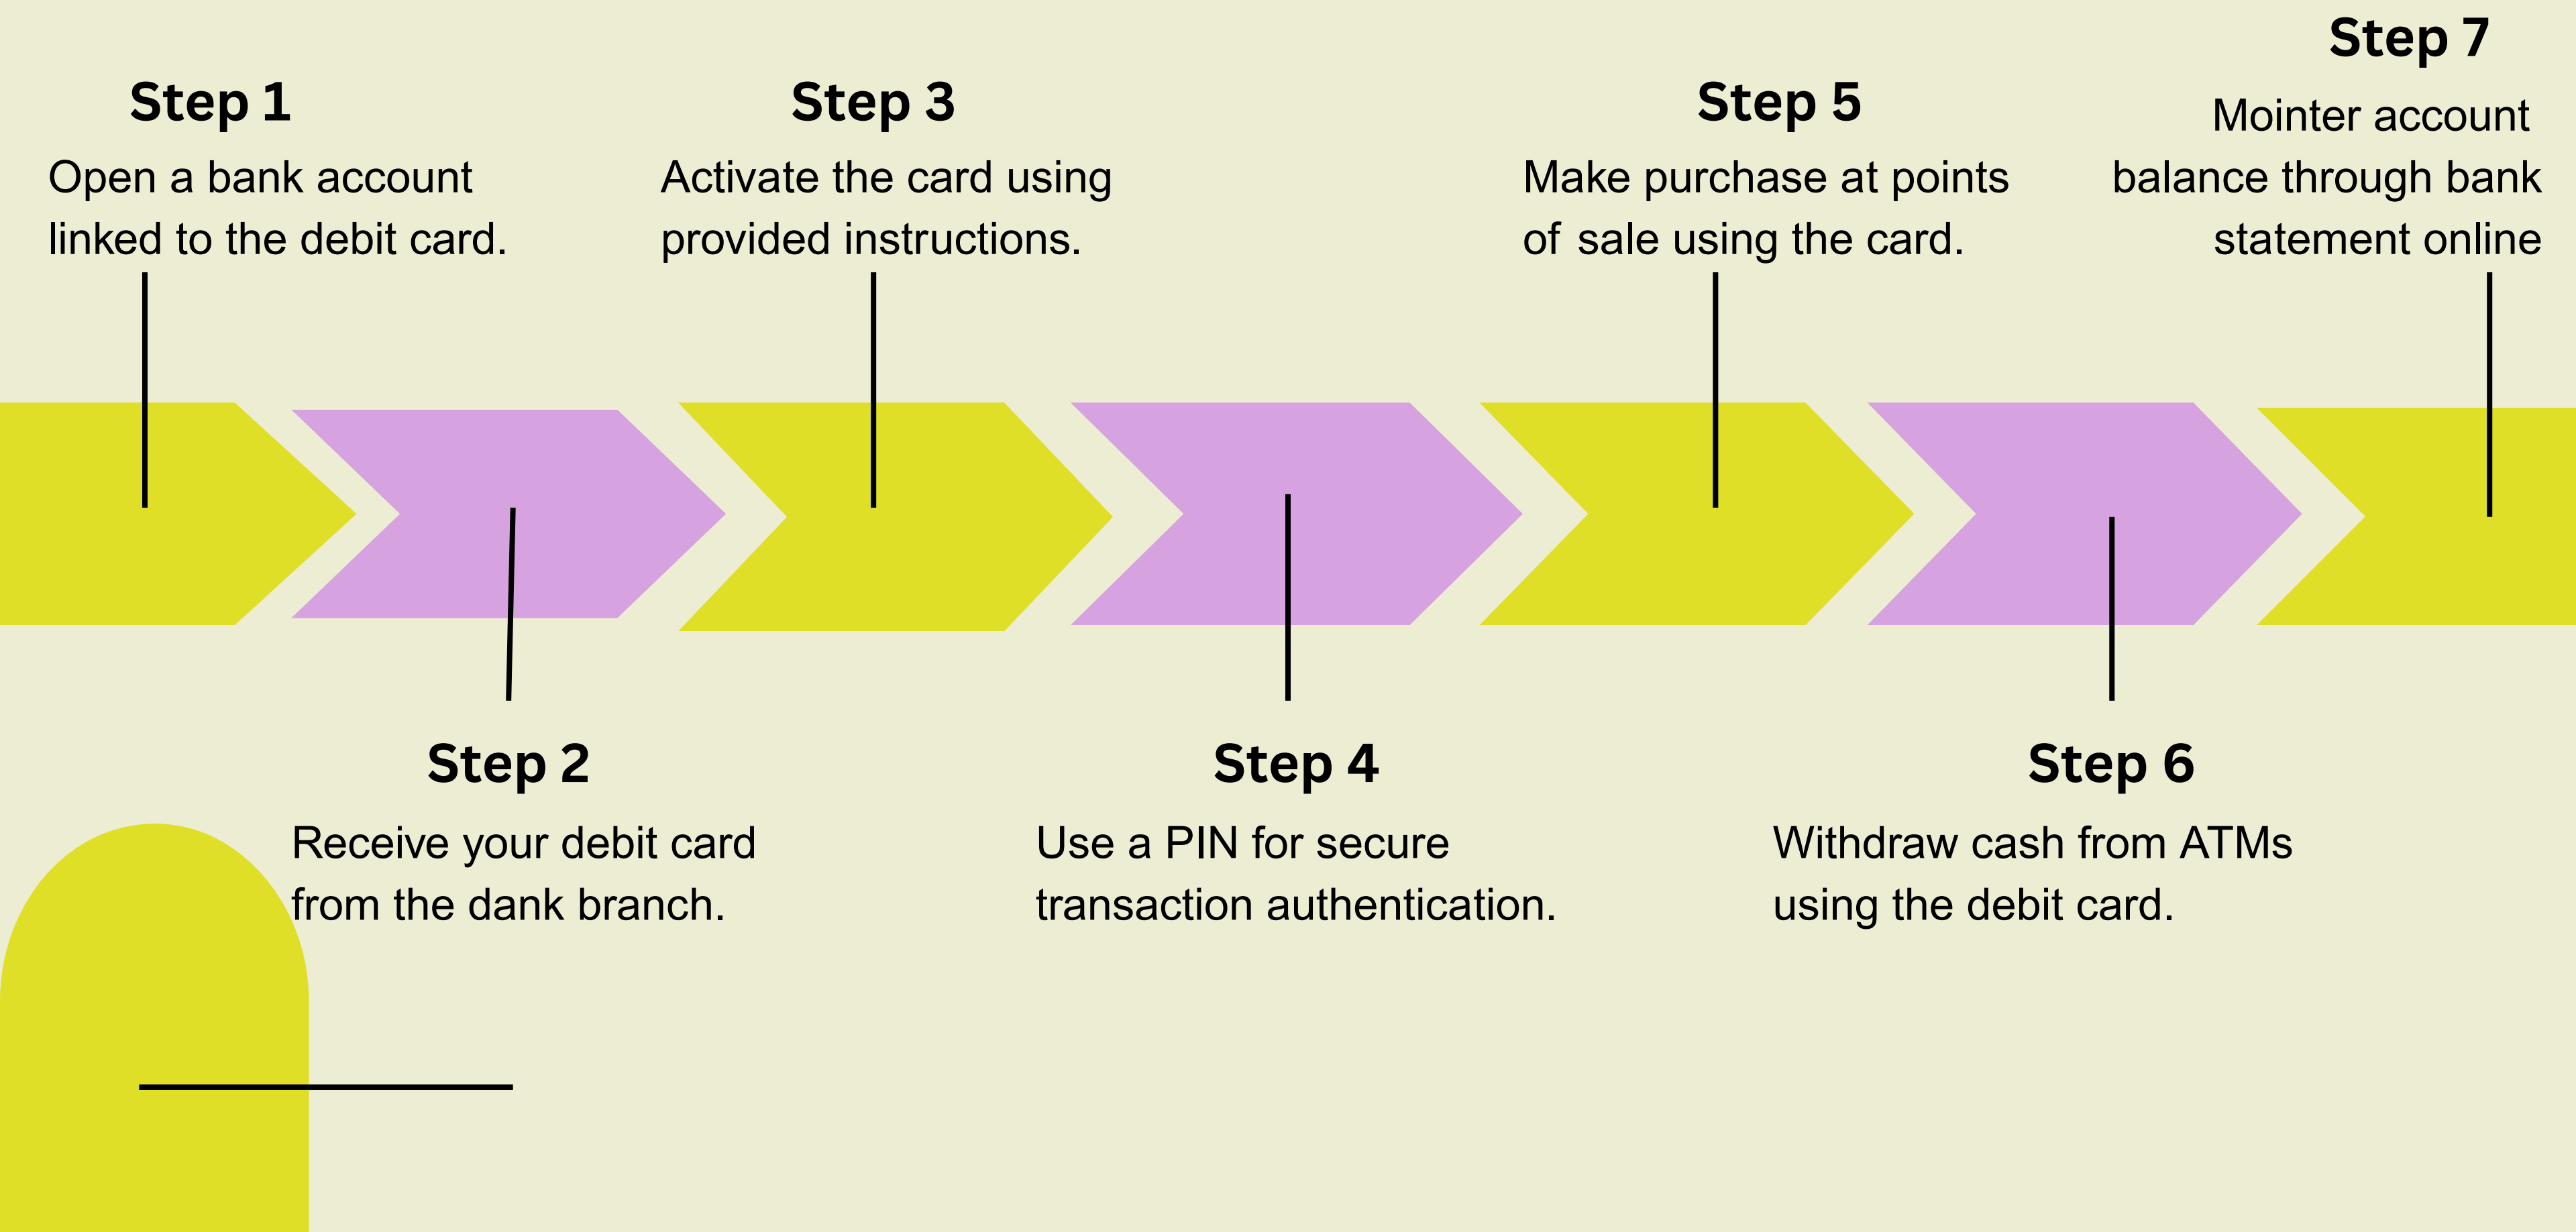 Step 1
Open a bank account
linked to the debit card.
Step 2
Receive your debit card
from the dank branch.
Step 3
Activate the card using
provided instructions.
Step 4
Use a PIN for secure
transaction authentication.
Step 5
Make purchase at points
of sale using the card.
Step 6
Withdraw cash from ATMs
using the debit card.
Step 7
Mointer account
balance through bank
statement online